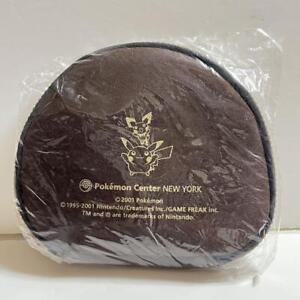 Pokémon Center NEW YORK
©2001 Pokémon
©1995-2001 Nintendo/Creatures Inc./GAME FREAK inc.
TM and ® are trademarks of Nintendo.